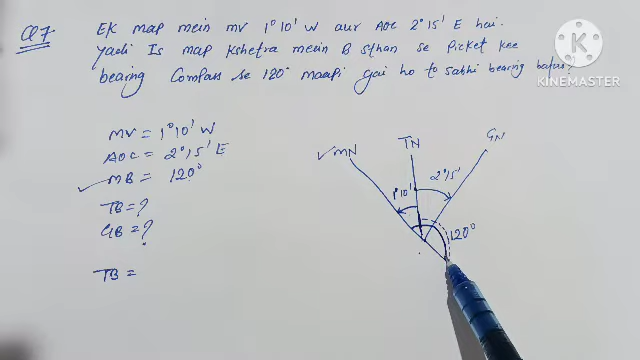 Q7 Ek map mein mv 1°10' W aur AOC 2°15' E hai.
yadi Is map Kshetra mein B sthan se Picket kee
bearing Compass se 120° maapi gai ho to sabhi bearing batao?
KINEMASTER
MV = 1°10' W
AOC = 2°15' E
MB = 120°
TB = ?
GB = ?
TB =
MN
TN
GN
1°10'
2°15'
120°